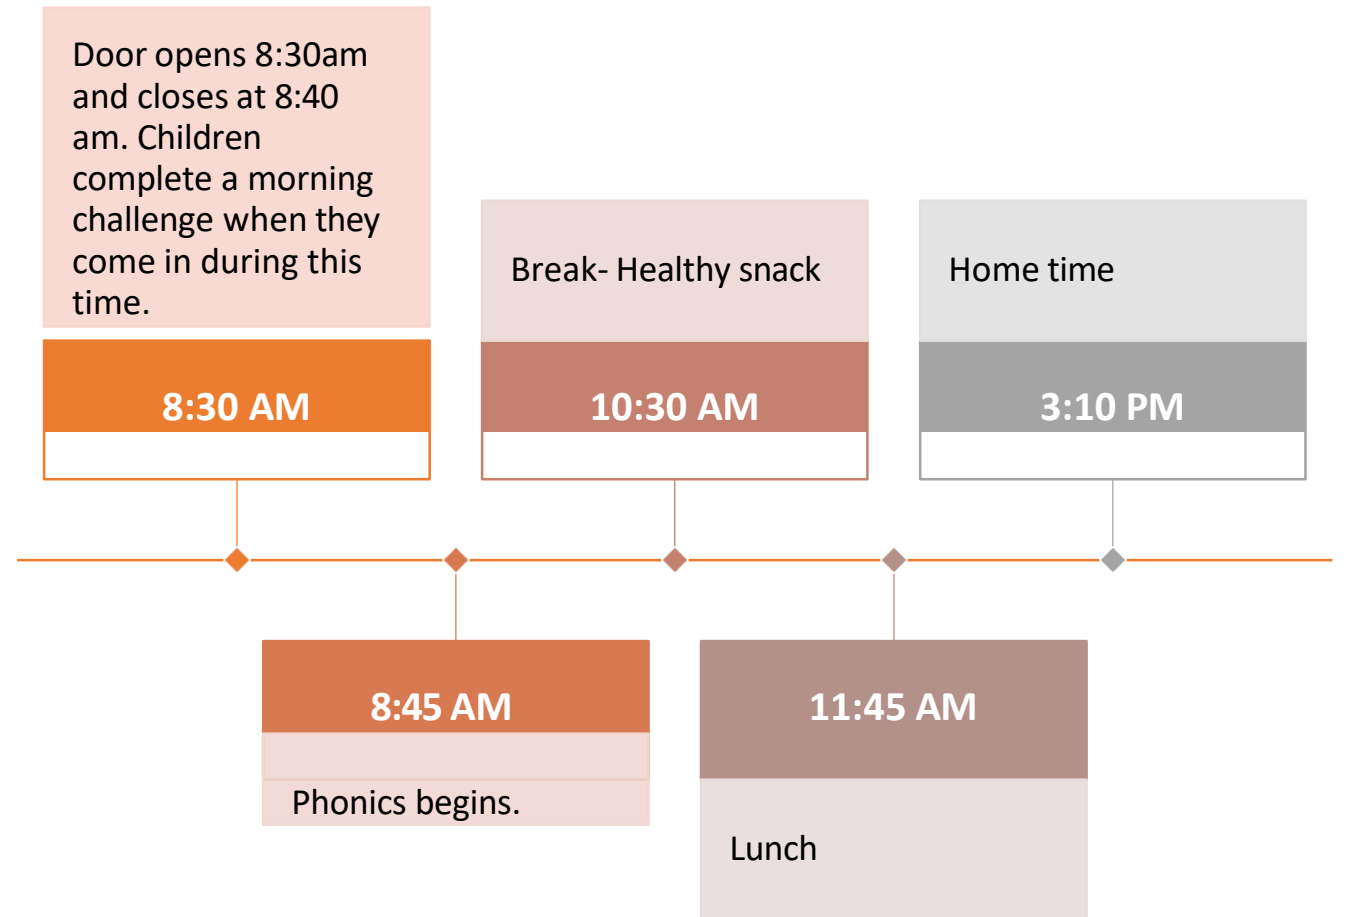 Door opens 8:30am
and closes at 8:40
am. Children
complete a morning
challenge when they
come in during this
time.
8:30 AM
8:45 AM
Phonics begins.
Break- Healthy snack
10:30 AM
11:45 AM
Lunch
Home time
3:10 PM